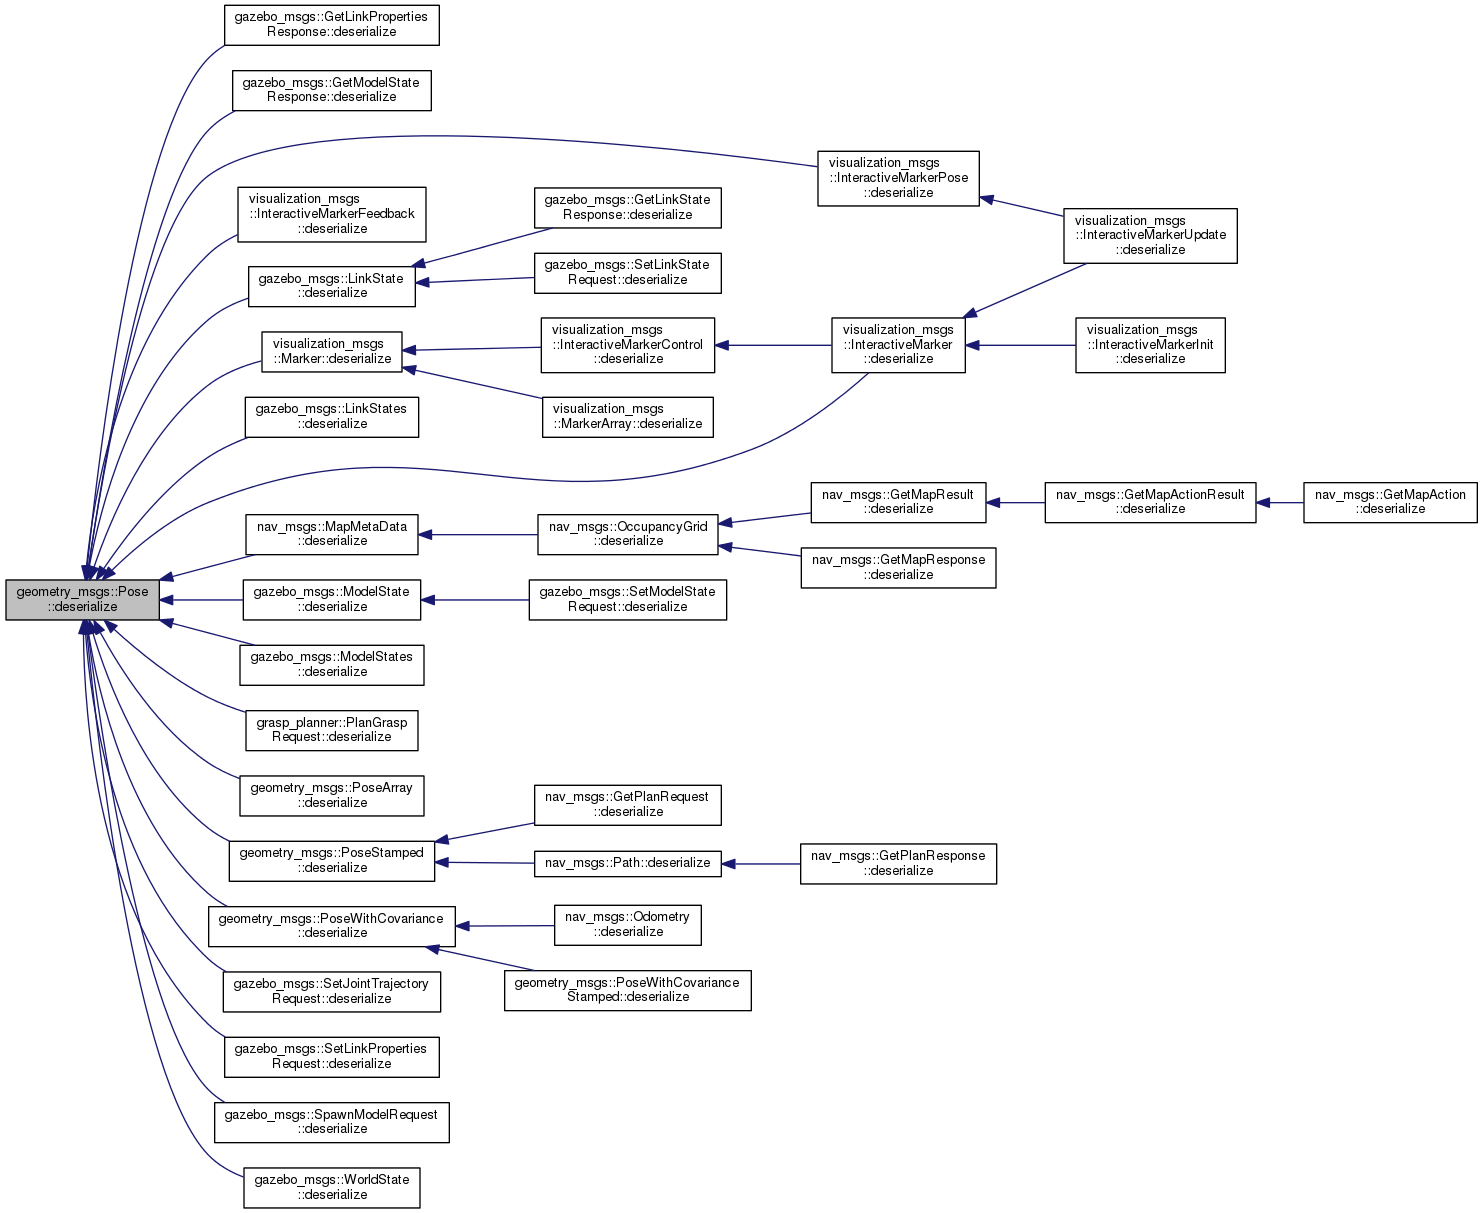 gazebo_msgs::GetLinkProperties
Response::deserialize
gazebo_msgs::GetModelState
Response::deserialize
visualization_msgs
::InteractiveMarkerPose
::deserialize
visualization_msgs
::InteractiveMarkerFeedback
::deserialize
gazebo_msgs::GetLinkState
Response::deserialize
visualization_msgs
::InteractiveMarkerUpdate
::deserialize
gazebo_msgs::LinkState
::deserialize
gazebo_msgs::SetLinkState
Request::deserialize
visualization_msgs
::Marker::deserialize
visualization_msgs
::InteractiveMarkerControl
::deserialize
visualization_msgs
::InteractiveMarker
::deserialize
visualization_msgs
::InteractiveMarkerInit
::deserialize
gazebo_msgs::LinkStates
::deserialize
visualization_msgs
::MarkerArray::deserialize
nav_msgs::MapMetaData
::deserialize
nav_msgs::OccupancyGrid
::deserialize
nav_msgs::GetMapResult
::deserialize
nav_msgs::GetMapActionResult
::deserialize
nav_msgs::GetMapAction
::deserialize
nav_msgs::GetMapResponse
::deserialize
geometry_msgs::Pose
::deserialize
gazebo_msgs::ModelState
::deserialize
gazebo_msgs::SetModelState
Request::deserialize
gazebo_msgs::ModelStates
::deserialize
grasp_planner::PlanGrasp
Request::deserialize
geometry_msgs::PoseArray
::deserialize
nav_msgs::GetPlanRequest
::deserialize
geometry_msgs::PoseStamped
::deserialize
nav_msgs::Path::deserialize
nav_msgs::GetPlanResponse
::deserialize
geometry_msgs::PoseWithCovariance
::deserialize
nav_msgs::Odometry
::deserialize
gazebo_msgs::SetJointTrajectory
Request::deserialize
geometry_msgs::PoseWithCovariance
Stamped::deserialize
gazebo_msgs::SetLinkProperties
Request::deserialize
gazebo_msgs::SpawnModelRequest
::deserialize
gazebo_msgs::WorldState
::deserialize